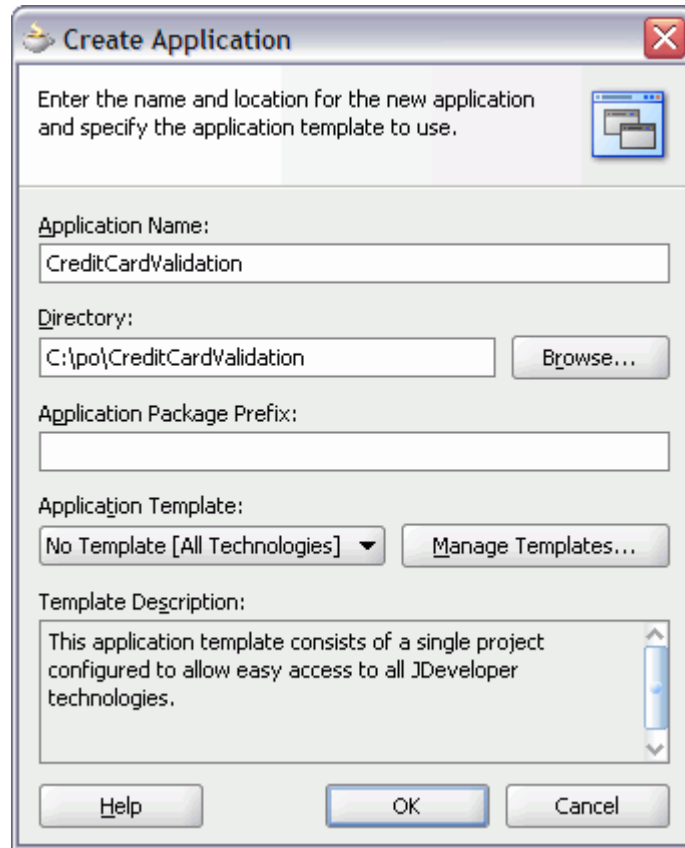 Create Application
Enter the name and location for the new application
and specify the application template to use.
Application Name:
CreditCardValidation
Directory:
C:\po\CreditCardValidation
Browse...
Application Package Prefix:
Application Template:
No Template [All Technologies]
Manage Templates...
Template Description:
This application template consists of a single project
configured to allow easy access to all JDeveloper
technologies.
Help
OK
Cancel